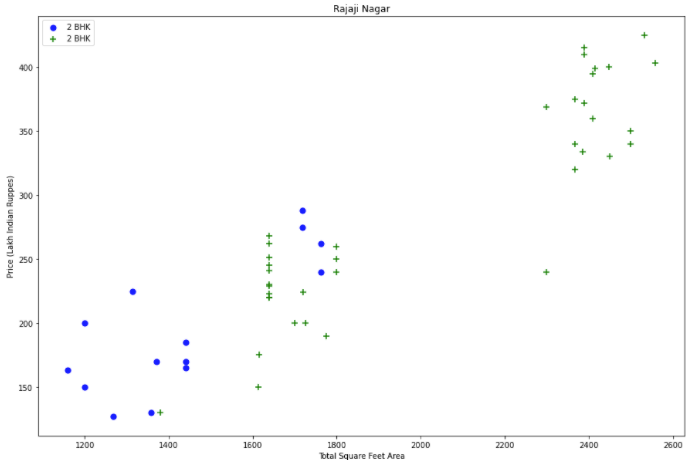 Rajaji Nagar
2 BHK
2 BHK
Price (Lakh Indian Ruppes)
400
350
300
250
200
150
1200 1400 1600 1800 2000 2200 2400 2600
Total Square Feet Area